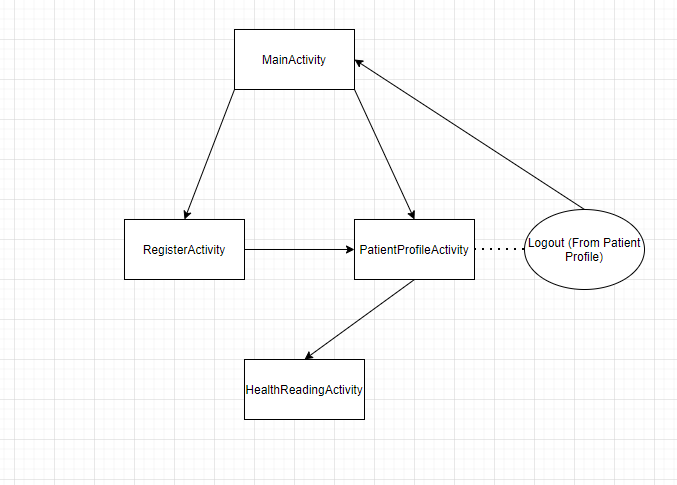 MainActivity
RegisterActivity
PatientProfileActivity
Logout (From Patient
Profile)
HealthReadingActivity